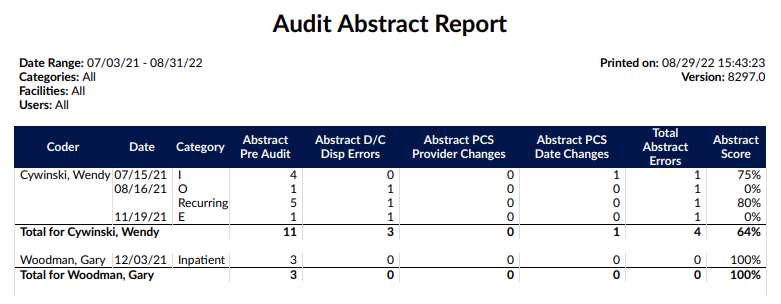 Audit Abstract Report
Date Range: 07/03/21 - 08/31/22
Categories: All
Facilities: All
Users: All
Printed on: 08/29/22 15:43:23
Version: 8297.0
Coder Date Category Abstract Pre Audit Abstract D/C Disp Errors Abstract PCS Provider Changes Abstract PCS Date Changes Total Abstract Errors Abstract Score
Cywinski, Wendy 07/15/21 I 4 0 0 1 1 75%
08/16/21 O 1 1 0 0 1 0%
Recurring 5 1 0 0 1 80%
11/19/21 E 1 1 0 0 1 0%
Total for Cywinski, Wendy 11 3 0 1 4 64%
Woodman, Gary 12/03/21 Inpatient 3 0 0 0 0 100%
Total for Woodman, Gary 3 0 0 0 0 100%